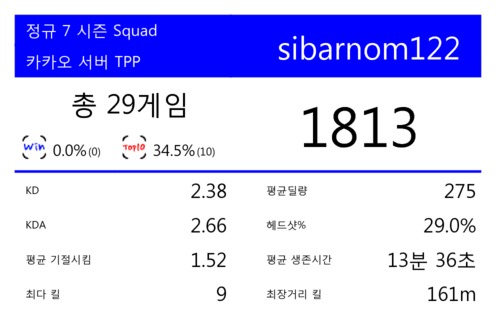 정규 7 시즌 Squad
카카오 서버 TPP
sibarnom122
총 29게임
Win 0.0%(0) Top10 34.5%(10)
1813
KD 2.38
KDA 2.66
평균 기절시킴 1.52
최다 킬 9
평균딜량 275
헤드샷% 29.0%
평균 생존시간 13분 36초
최장거리 킬 161m